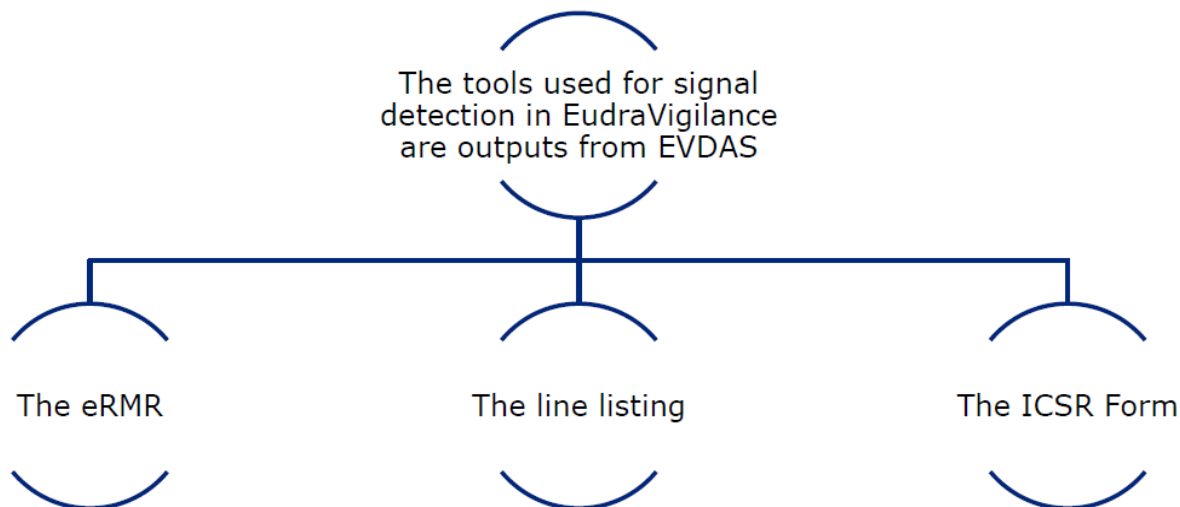 The tools used for signal
detection in EudraVigilance
are outputs from EVDAS
The eRMR
The line listing
The ICSR Form